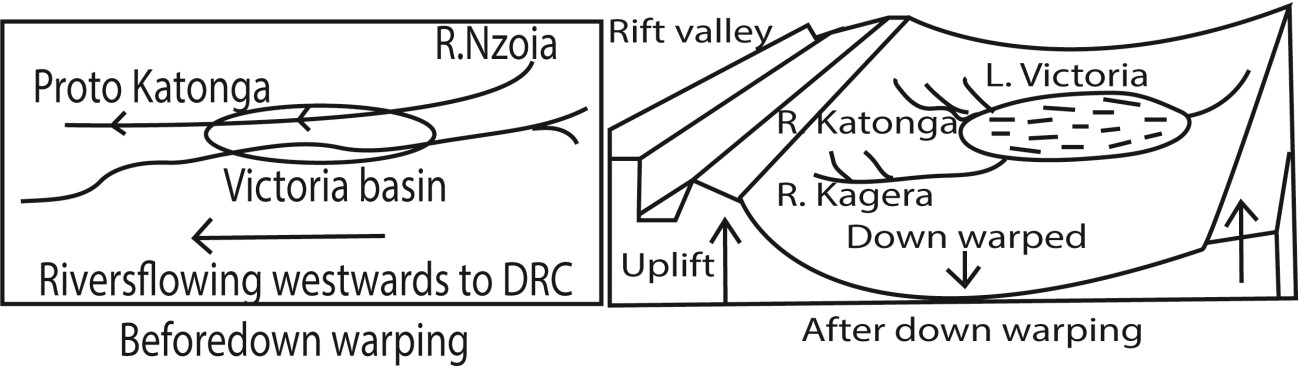 R.Nzoia
Proto Katonga
Victoria basin
Riversflowing westwards to DRC
Beforedown warping
Rift valley
L. Victoria
R. Katonga
R. Kagera
Down warped
Uplift
After down warping